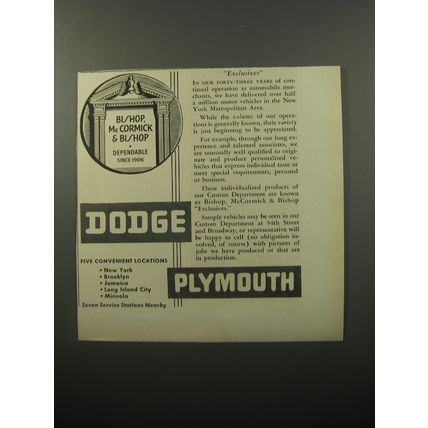 BISHOP,
McCORMICK
& BISHOP
•
DEPENDABLE
SINCE 1906
DODGE
FIVE CONVENIENT LOCATIONS
• New York
• Brooklyn
• Jamaica
• Long Island City
• Mineola
Seven Service Stations Nearby
"Exclusives"
IN OUR FORTY-THREE YEARS of con-
tinual operation as automobile mer-
chants, we have delivered over half
a million motor vehicles in the New
York Metropolitan Area.
While the volume of our opera-
tions is generally known, their variety
is just beginning to be appreciated.
For example, through our long ex-
perience and talented associates, we
are unusually well qualified to origi-
nate and produce personalized ve-
hicles that express individual taste or
meet special requirements, personal
or business.
These individualized products of
our Custom Department are known
as Bishop, McCormick & Bishop
"Exclusives."
Sample vehicles may be seen in our
Custom Department at 54th Street
and Broadway, or representative will
be happy to call (no obligation in-
volved, of course) with pictures of
jobs we have produced or that are
in production.
PLYMOUTH